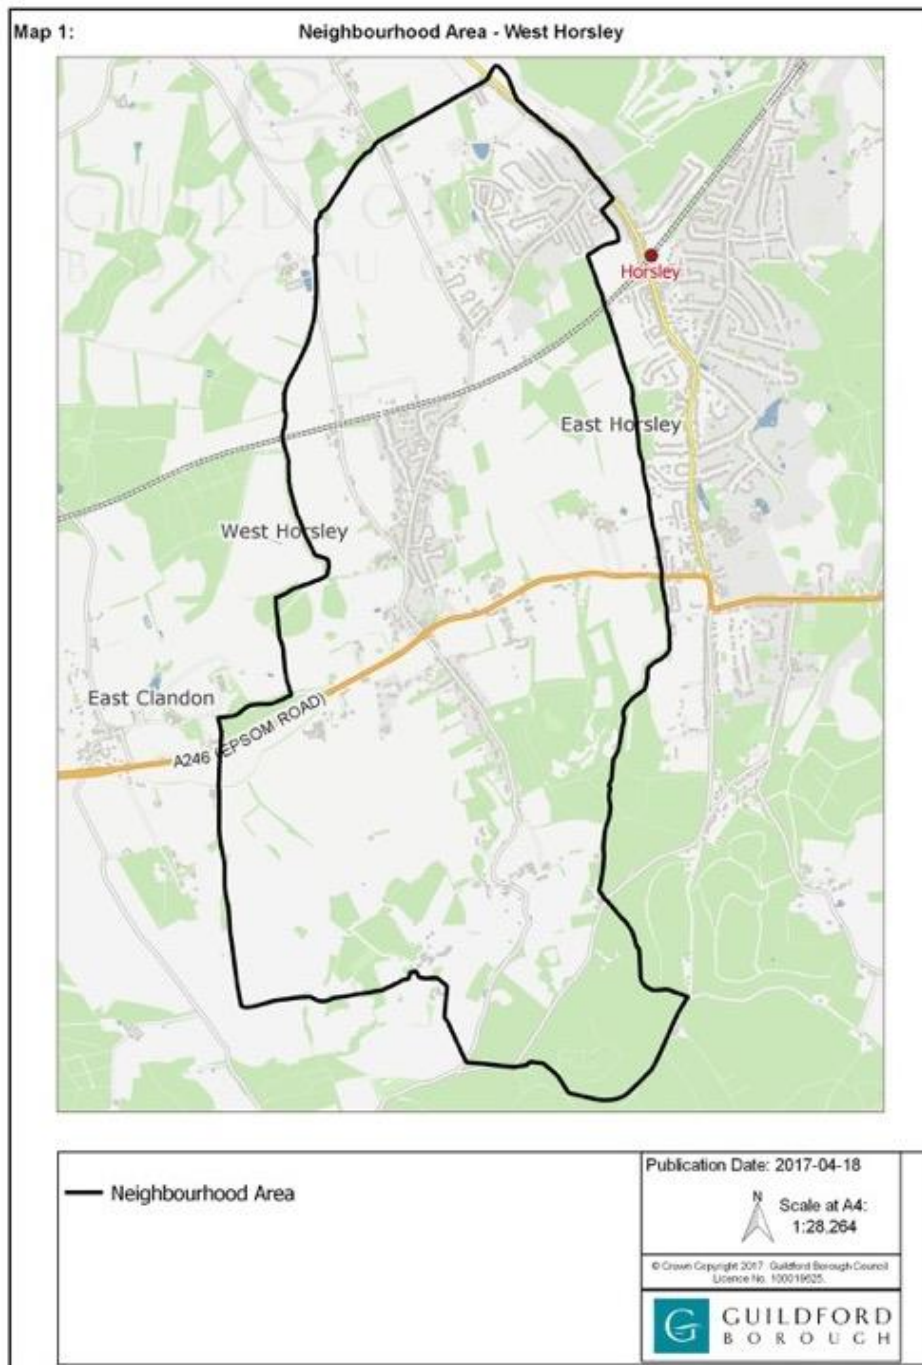 Map 1:
Neighbourhood Area - West Horsley
GUILDFORD
BOROUGH
Horsley
East Horsley
West Horsley
East Clandon
A246 (EPSOM ROAD)
Neighbourhood Area
Publication Date: 2017-04-18
N
Scale at A4:
1:28,264
© Crown Copyright 2017. Guildford Borough Council
Licence No. 100019625.
G
GUILDFORD
BOROUGH